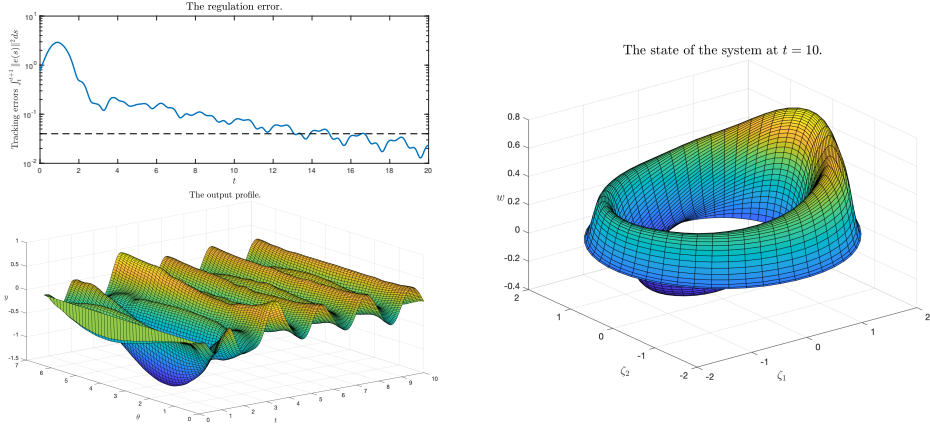 The regulation error.
Tracking errors ∫_t^{t+1} ||e(s)||² ds
10^1
10^0
10^-1
10^-2
0 2 4 6 8 10 12 14 16 18 20
t
The output profile.
1
0.5
0
-0.5
-1
-1.5
7 6 5 4 3 2 1 0
θ
0 1 2 3 4 5 6 7 8 9 10
t
The state of the system at t = 10.
w
0.8
0.6
0.4
0.2
0
-0.2
-0.4
2 1 0 -1 -2
ζ₂
-2 -1 0 1 2
ζ₁